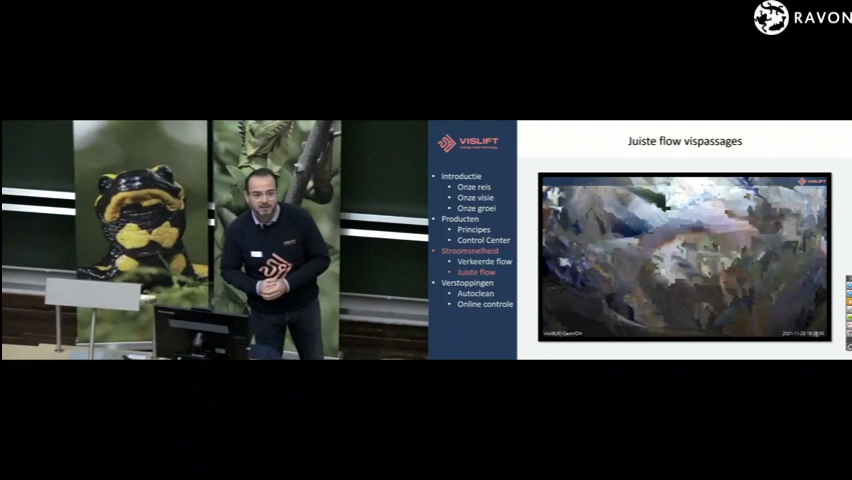 RAVON
VISLIFT
Juiste flow vispassages
Introductie
Onze reis
Onze visie
Onze groei
Producten
Principes
Control Center
Stroomsnelheid
Verkeerde flow
Juiste flow
Verstoppingen
Autoclean
Online controle
VISLIFT
VISLIFT